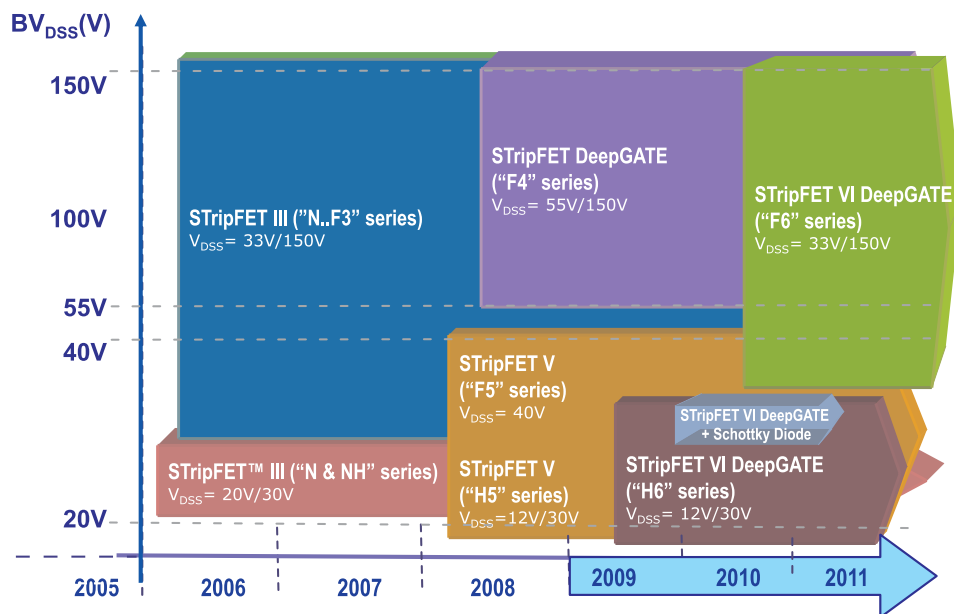 BVDSS(V)
150V
100V
55V
40V
20V
STripFET III ("N..F3" series)
VDSS= 33V/150V
STripFET DeepGATE
("F4" series)
VDSS= 55V/150V
STripFET VI DeepGATE
("F6" series)
VDSS= 33V/150V
STripFET V
("F5" series)
VDSS= 40V
STripFET VI DeepGATE
+ Schottky Diode
STripFET™ III ("N & NH" series)
VDSS= 20V/30V
STripFET V
("H5" series)
VDSS=12V/30V
STripFET VI DeepGATE
("H6" series)
VDSS= 12V/30V
2005 2006 2007 2008 2009 2010 2011